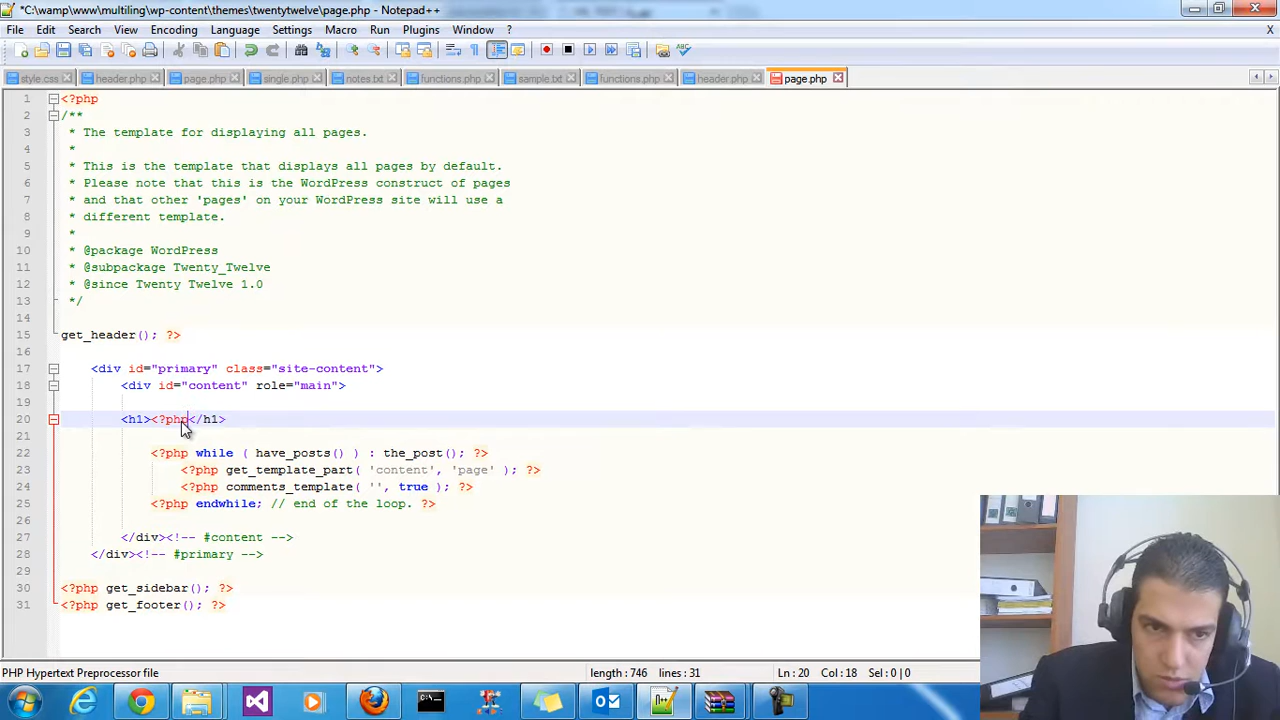 *C:\wamp\www\multiling\wp-content\themes\twentytwelve\page.php - Notepad++
File Edit Search View Encoding Language Settings Macro Run Plugins Window ? X
style.css header.php page.php single.php notes.txt functions.php sample.txt functions.php header.php page.php
1 <?php
2 /**
3 * The template for displaying all pages.
4 *
5 * This is the template that displays all pages by default.
6 * Please note that this is the WordPress construct of pages
7 * and that other 'pages' on your WordPress site will use a
8 * different template.
9 *
10 * @package WordPress
11 * @subpackage Twenty_Twelve
12 * @since Twenty Twelve 1.0
13 */
14
15 get_header(); ?>
16
17 <div id="primary" class="site-content">
18 <div id="content" role="main">
19
20 <h1><?php</h1>
21
22 <?php while ( have_posts() ) : the_post(); ?>
23 <?php get_template_part( 'content', 'page' ); ?>
24 <?php comments_template( '', true ); ?>
25 <?php endwhile; // end of the loop. ?>
26
27 </div><!-- #content -->
28 </div><!-- #primary -->
29
30 <?php get_sidebar(); ?>
31 <?php get_footer(); ?>
PHP Hypertext Preprocessor file length : 746 lines : 31 Ln : 20 Col : 18 Sel : 0 | 0